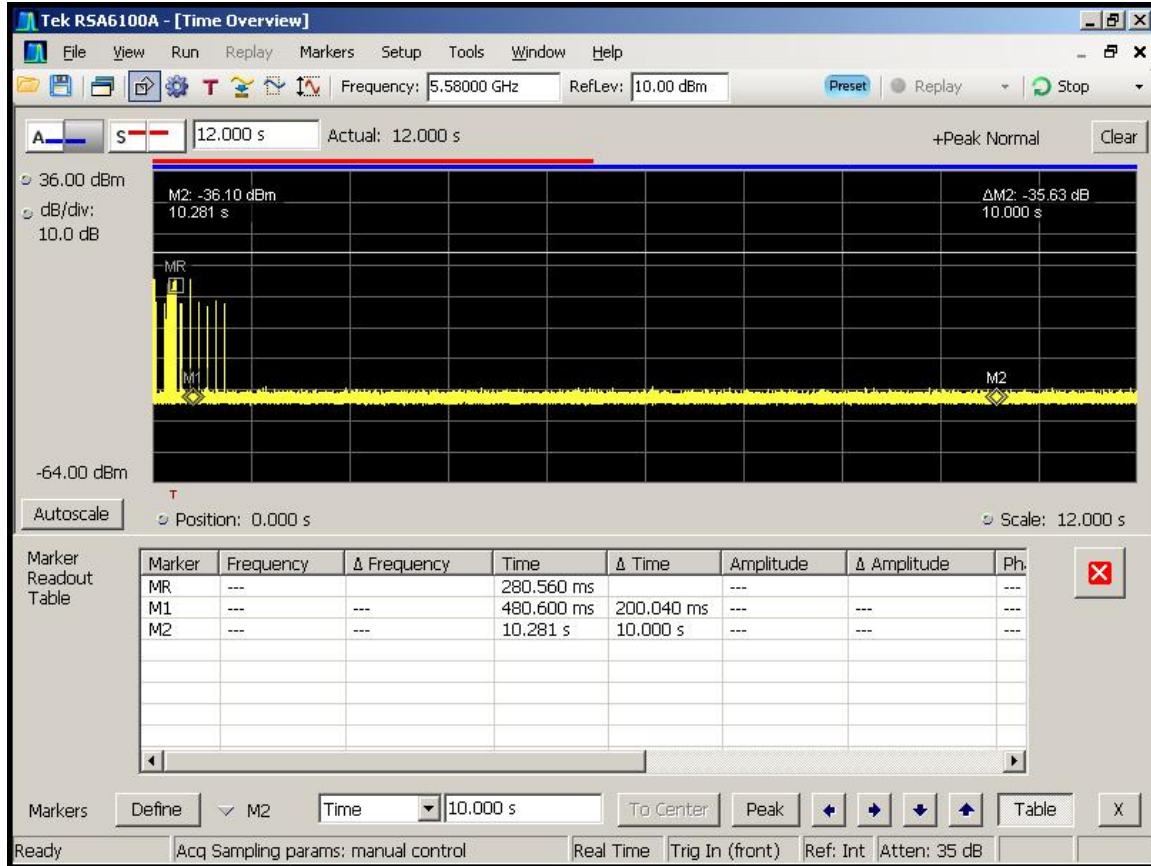 Tek RSA6100A - [Time Overview]
File View Run Replay Markers Setup Tools Window Help
T Frequency: 5.58000 GHz RefLev: 10.00 dBm Preset Replay Stop
A S 12.000 s Actual: 12.000 s +Peak Normal Clear
36.00 dBm
dB/div:
10.0 dB
M2: -36.10 dBm
10.281 s
ΔM2: -35.63 dB
10.000 s
MR
M1
M2
-64.00 dBm
T
Autoscale
Position: 0.000 s Scale: 12.000 s
Marker
Readout
Table
Marker Frequency Δ Frequency Time Δ Time Amplitude Δ Amplitude Ph
MR --- 280.560 ms --- ---
M1 --- --- 480.600 ms 200.040 ms --- --- ---
M2 --- --- 10.281 s 10.000 s --- --- ---
Markers Define M2 Time 10.000 s To Center Peak Table X
Ready Acq Sampling params: manual control Real Time Trig In (front) Ref: Int Atten: 35 dB